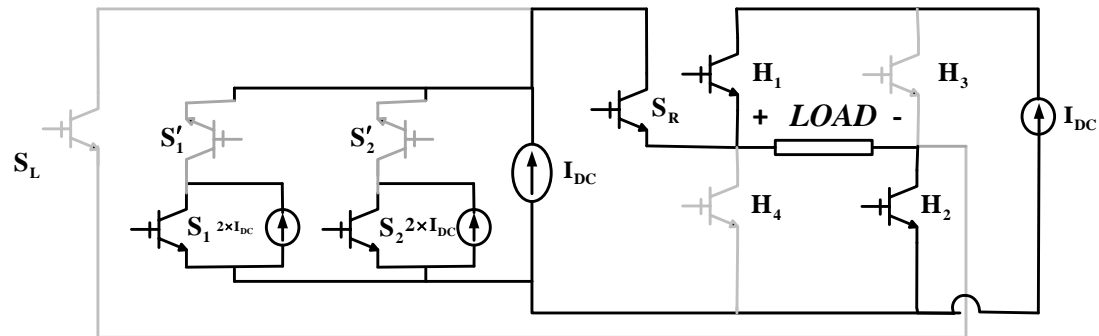 S_L
S′_1
S′_2
S_1 2×I_DC
S_2 2×I_DC
I_DC
S_R
H_1
H_3
+ LOAD -
H_4
H_2
I_DC